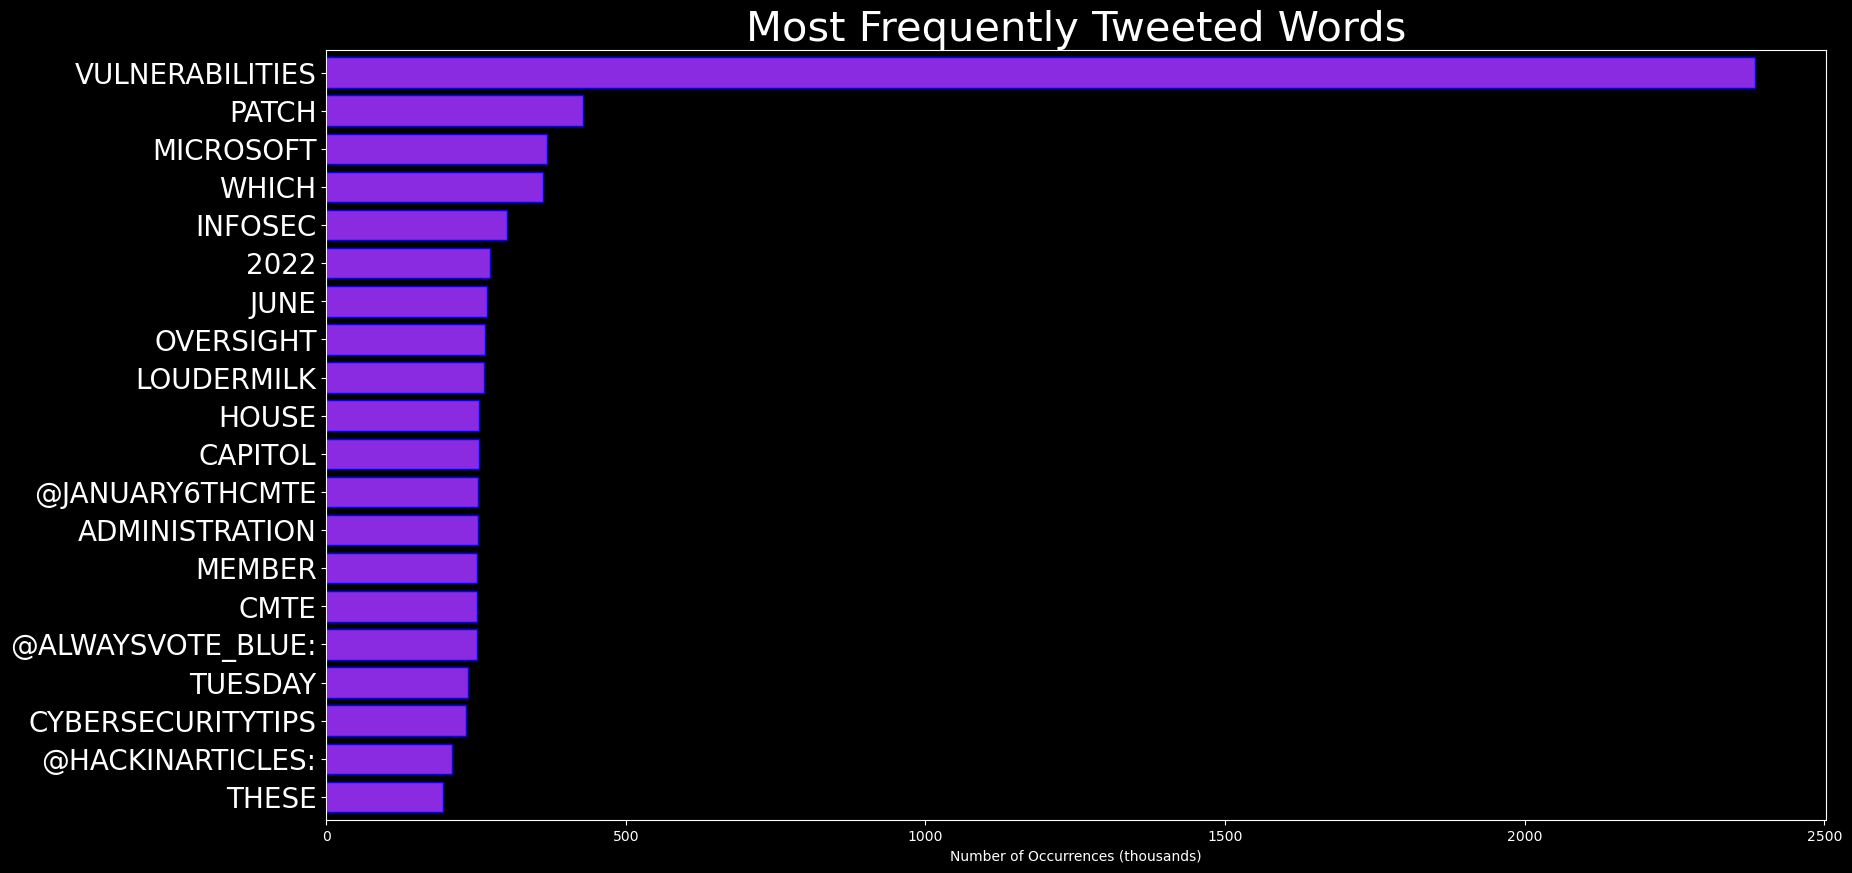 Most Frequently Tweeted Words
VULNERABILITIES
PATCH
MICROSOFT
WHICH
INFOSEC
2022
JUNE
OVERSIGHT
LOUDERMILK
HOUSE
CAPITOL
@JANUARY6THCMTE
ADMINISTRATION
MEMBER
CMTE
@ALWAYSVOTE_BLUE:
TUESDAY
CYBERSECURITYTIPS
@HACKINARTICLES:
THESE
0 500 1000 1500 2000 2500
Number of Occurrences (thousands)